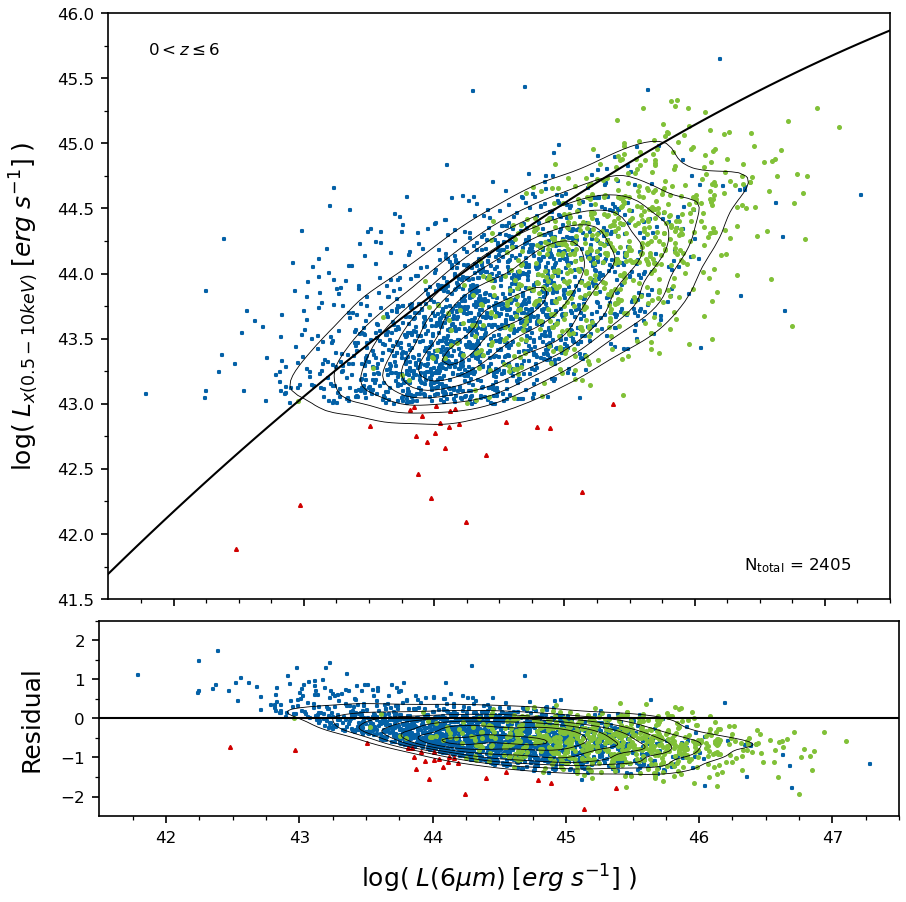 46.0
45.5
45.0
44.5
44.0
43.5
43.0
42.5
42.0
41.5
log( L_x(0.5−10keV) [erg s⁻¹] )
0 < z ≤ 6
N_total = 2405
2
1
0
−1
−2
Residual
42 43 44 45 46 47
log( L(6μm) [erg s⁻¹] )